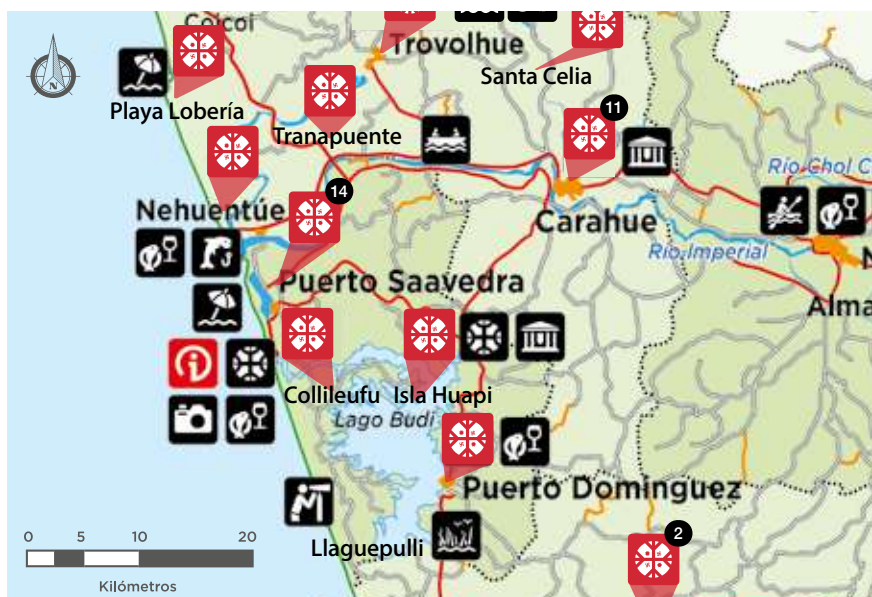 Coicoi
Trovolhue
Santa Celia
Playa Lobería
Tranapuente
11
Río Chol C
14
Nehuentúe
Carahue
Río Imperial
N
Puerto Saavedra
Alma
i
Collileufu
Isla Huapi
Lago Budi
Puerto Dominguez
Llaguepulli
2
0 5 10 20
Kilómetros
N